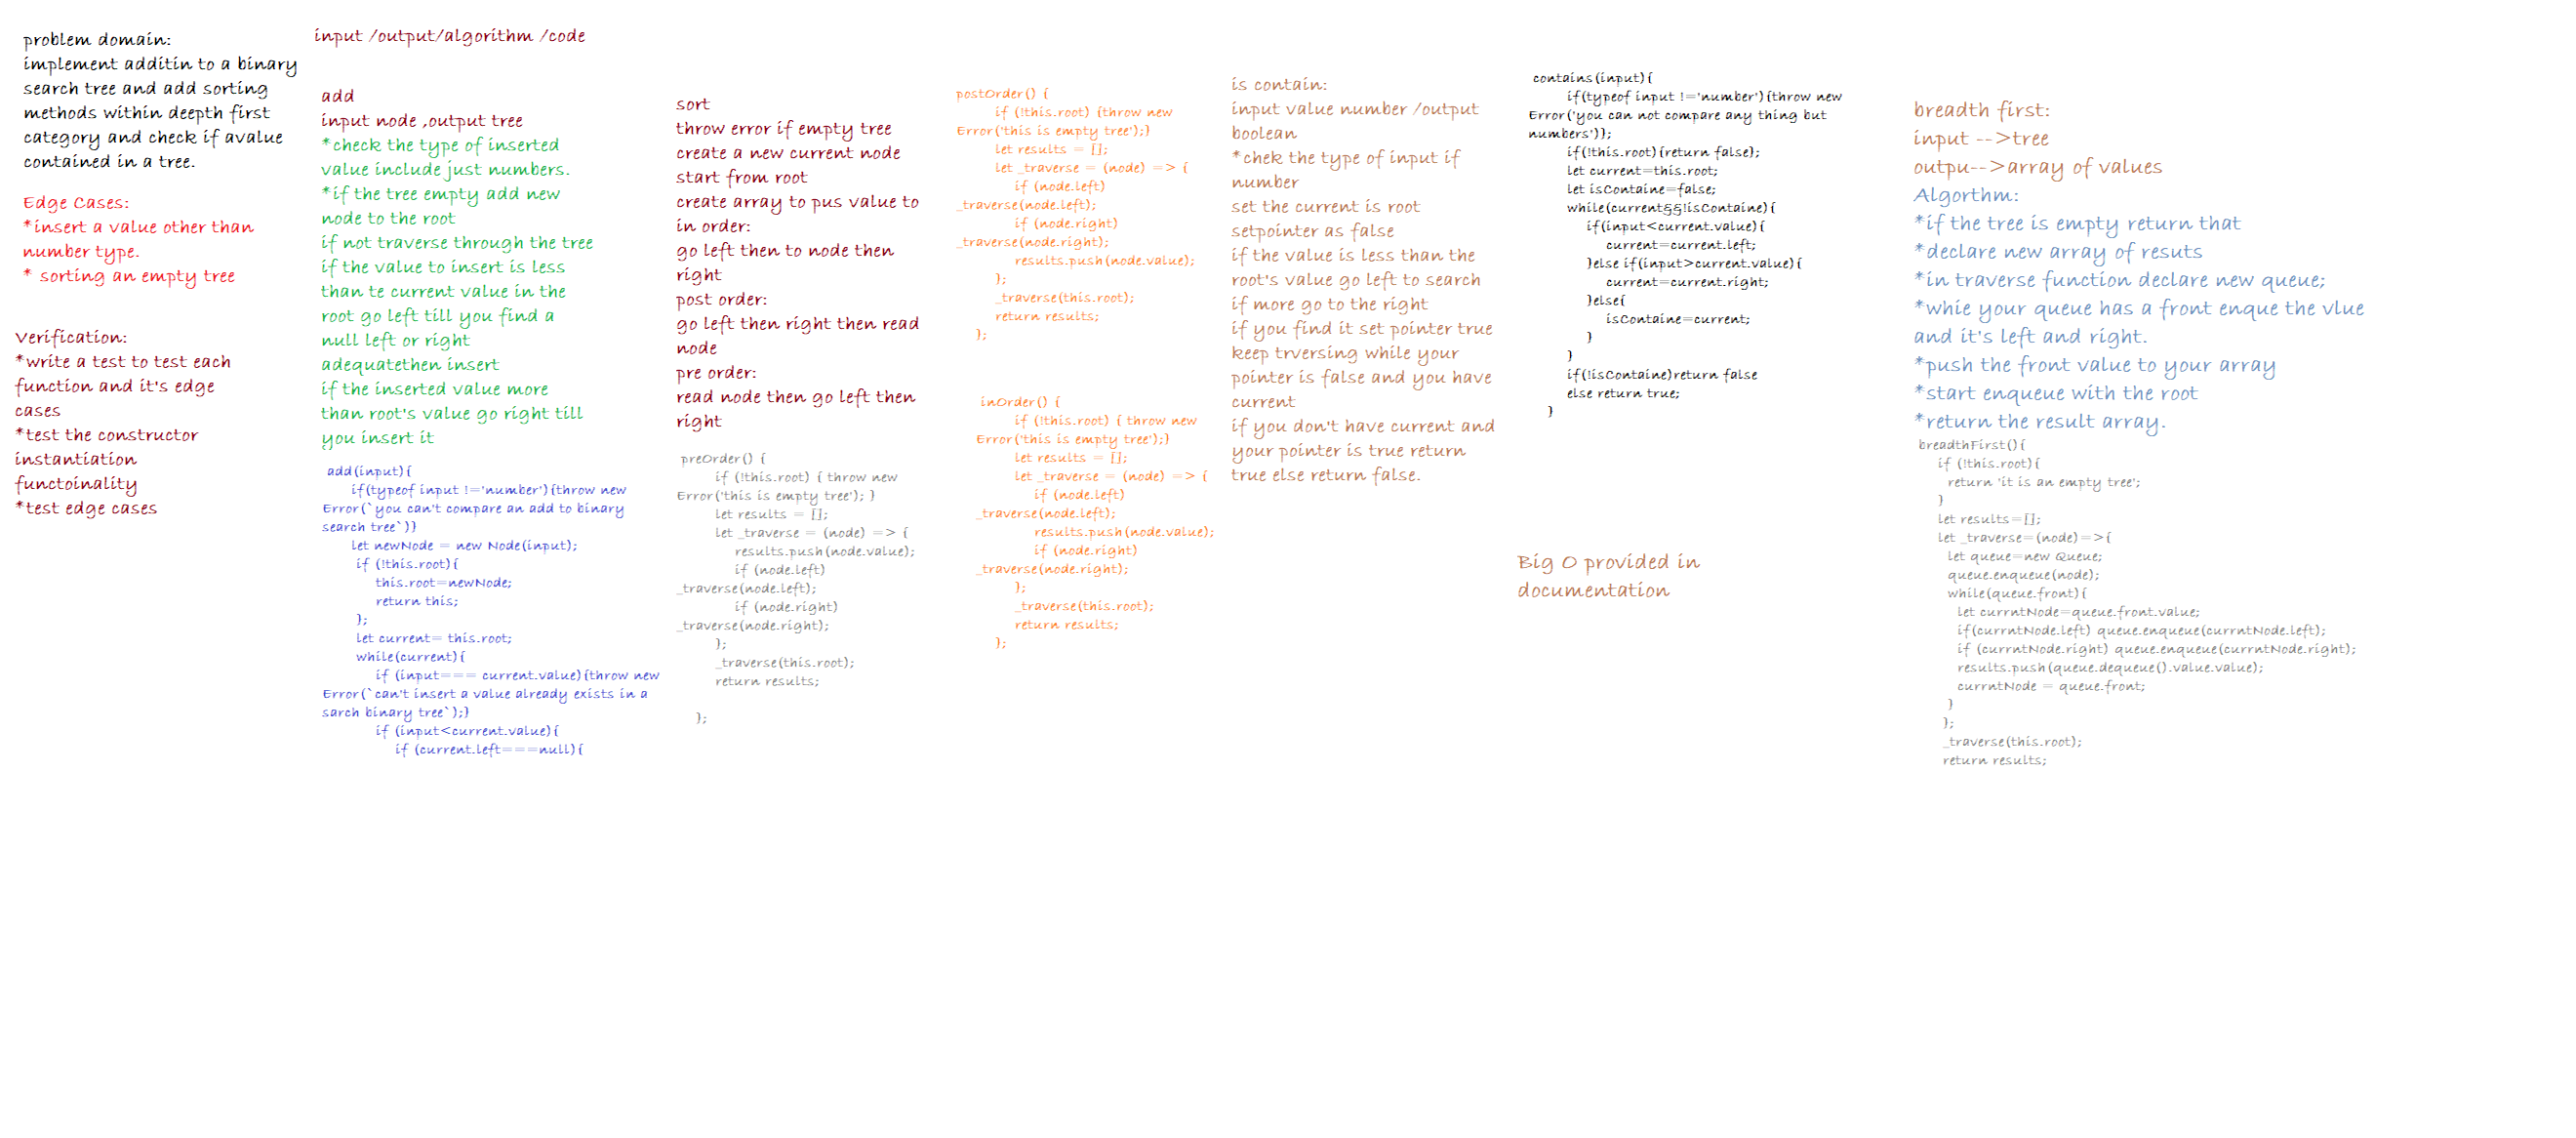 problem domain:
implement additin to a binary
search tree and add sorting
methods within deepth first
category and check if avalue
contained in a tree.
Edge Cases:
*insert a value other than
number type.
* sorting an empty tree
Verification:
*write a test to test each
function and it's edge
cases
*test the constructor
instantiation
functoinality
*test edge cases
input /output/algorithm /code
add
input node ,output tree
*check the type of inserted
value include just numbers.
*if the tree empty add new
node to the root
if not traverse through the tree
if the value to insert is less
than te current value in the
root go left till you find a
null left or right
adequatethen insert
if the inserted value more
than root's value go right till
you insert it
add(input){
if(typeof input !='number'){throw new
Error(`you can't compare an add to binary
search tree`)}
let newNode = new Node(input);
if (!this.root){
this.root=newNode;
return this;
};
let current= this.root;
while(current){
if (input=== current.value){throw new
Error(`can't insert a value already exists in a
sarch binary tree`);}
if (input<current.value){
if (current.left===null){
sort
throw error if empty tree
create a new current node
start from root
create array to pus value to
in order:
go left then to node then
right
post order:
go left then right then read
node
pre order:
read node then go left then
right
preOrder() {
if (!this.root) { throw new
Error('this is empty tree'); }
let results = [];
let _traverse = (node) => {
results.push(node.value);
if (node.left)
_traverse(node.left);
if (node.right)
_traverse(node.right);
};
_traverse(this.root);
return results;
};
postOrder() {
if (!this.root) {throw new
Error('this is empty tree');}
let results = [];
let _traverse = (node) => {
if (node.left)
_traverse(node.left);
if (node.right)
_traverse(node.right);
results.push(node.value);
};
_traverse(this.root);
return results;
};
inOrder() {
if (!this.root) { throw new
Error('this is empty tree');}
let results = [];
let _traverse = (node) => {
if (node.left)
_traverse(node.left);
results.push(node.value);
if (node.right)
_traverse(node.right);
};
_traverse(this.root);
return results;
};
is contain:
input value number /output
boolean
*chek the type of input if
number
set the current is root
setpointer as false
if the value is less than the
root's value go left to search
if more go to the right
if you find it set pointer true
keep trversing while your
pointer is false and you have
current
if you don't have current and
your pointer is true return
true else return false.
contains(input){
if(typeof input !='number'){throw new
Error('you can not compare any thing but
numbers')};
if(!this.root){return false};
let current=this.root;
let isContaine=false;
while(current&&!isContaine){
if(input<current.value){
current=current.left;
}else if(input>current.value){
current=current.right;
}else{
isContaine=current;
}
}
if(!isContaine)return false
else return true;
}
Big O provided in
documentation
breadth first:
input -->tree
outpu-->array of values
Algorthm:
*if the tree is empty return that
*declare new array of resuts
*in traverse function declare new queue;
*whie your queue has a front enque the vlue
and it's left and right.
*push the front value to your array
*start enqueue with the root
*return the result array.
breadthFirst(){
if (!this.root){
return 'it is an empty tree';
}
let results=[];
let _traverse=(node)=>{
let queue=new Queue;
queue.enqueue(node);
while(queue.front){
let currntNode=queue.front.value;
if(currntNode.left) queue.enqueue(currntNode.left);
if (currntNode.right) queue.enqueue(currntNode.right);
results.push(queue.dequeue().value.value);
currntNode = queue.front;
}
};
_traverse(this.root);
return results;